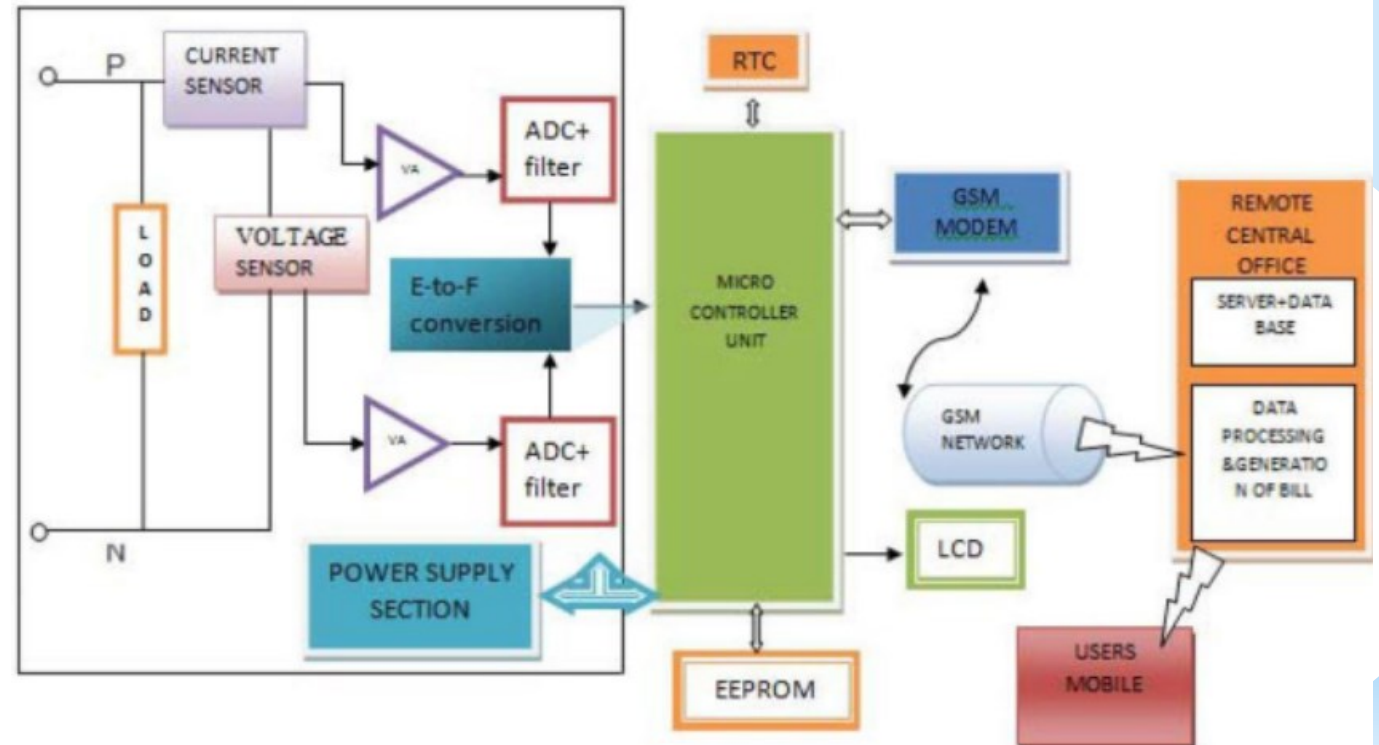 P
CURRENT
SENSOR
RTC
VA
ADC+
filter
L
O
A
D
VOLTAGE
SENSOR
E-to-F
conversion
MICRO
CONTROLLER
UNIT
GSM
MODEM
REMOTE
CENTRAL
OFFICE
SERVER+DATA
BASE
GSM
NETWORK
DATA
PROCESSING
&GENERATIO
N OF BILL
VA
ADC+
filter
N
LCD
POWER SUPPLY
SECTION
EEPROM
USERS
MOBILE